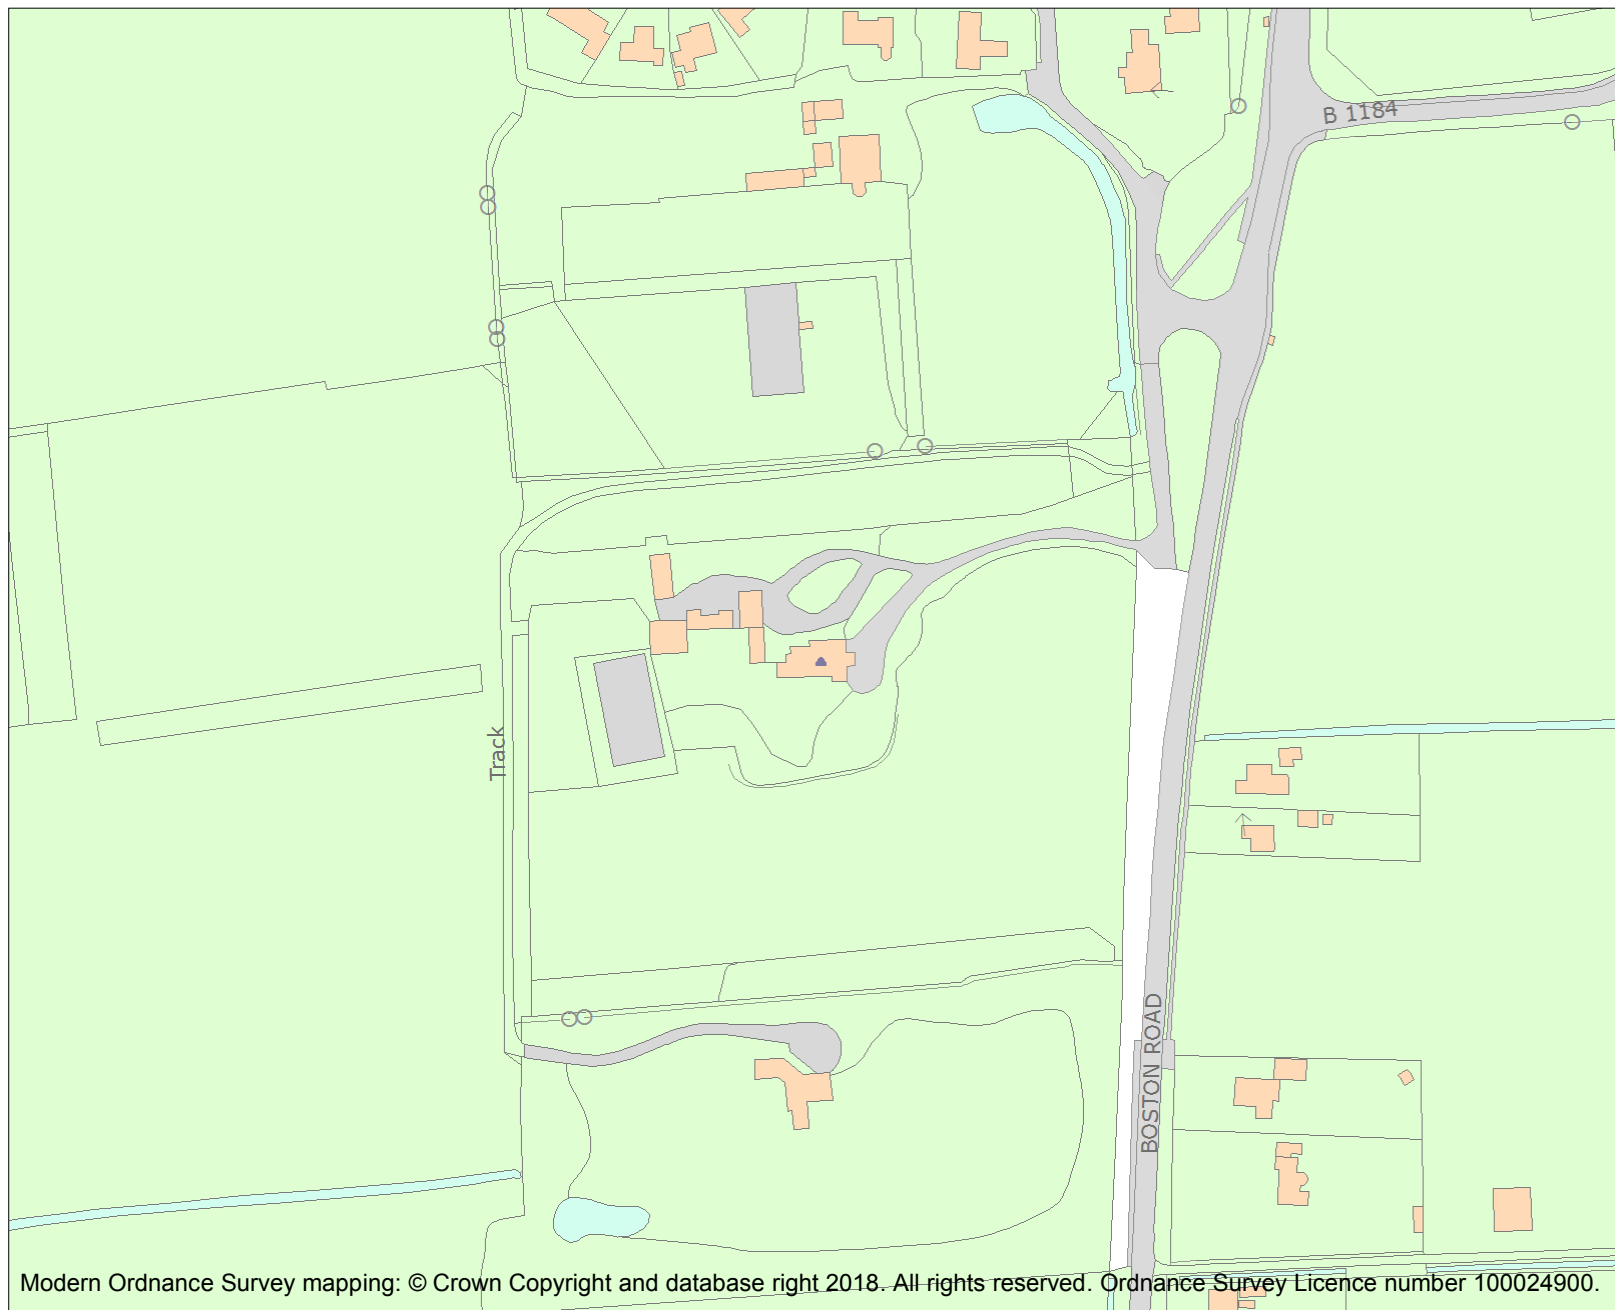 B 1184
Track
BOSTON ROAD
Modern Ordnance Survey mapping: © Crown Copyright and database right 2018. All rights reserved. Ordnance Survey Licence number 100024900.